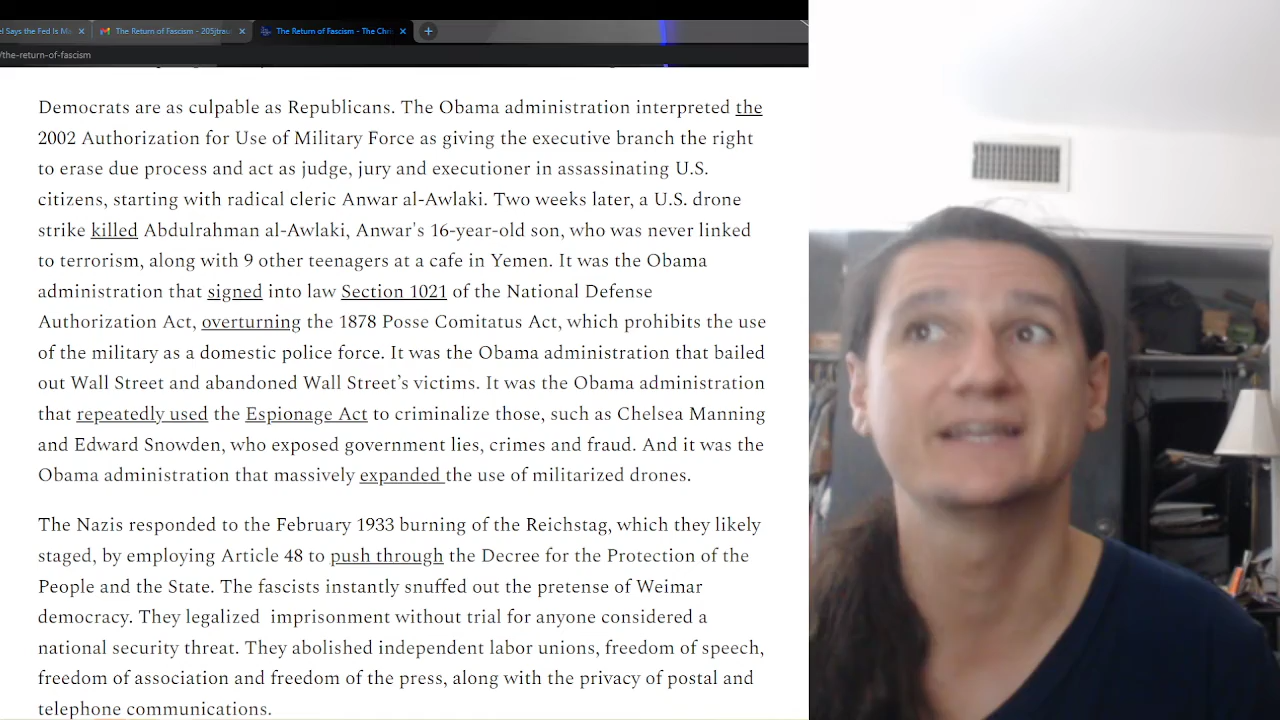 el Says the Fed Is Ma
The Return of Fascism - 205jtrau
The Return of Fascism - The Chri
/the-return-of-fascism
Democrats are as culpable as Republicans. The Obama administration interpreted the
2002 Authorization for Use of Military Force as giving the executive branch the right
to erase due process and act as judge, jury and executioner in assassinating U.S.
citizens, starting with radical cleric Anwar al-Awlaki. Two weeks later, a U.S. drone
strike killed Abdulrahman al-Awlaki, Anwar's 16-year-old son, who was never linked
to terrorism, along with 9 other teenagers at a cafe in Yemen. It was the Obama
administration that signed into law Section 1021 of the National Defense
Authorization Act, overturning the 1878 Posse Comitatus Act, which prohibits the use
of the military as a domestic police force. It was the Obama administration that bailed
out Wall Street and abandoned Wall Street’s victims. It was the Obama administration
that repeatedly used the Espionage Act to criminalize those, such as Chelsea Manning
and Edward Snowden, who exposed government lies, crimes and fraud. And it was the
Obama administration that massively expanded the use of militarized drones.
The Nazis responded to the February 1933 burning of the Reichstag, which they likely
staged, by employing Article 48 to push through the Decree for the Protection of the
People and the State. The fascists instantly snuffed out the pretense of Weimar
democracy. They legalized imprisonment without trial for anyone considered a
national security threat. They abolished independent labor unions, freedom of speech,
freedom of association and freedom of the press, along with the privacy of postal and
telephone communications.